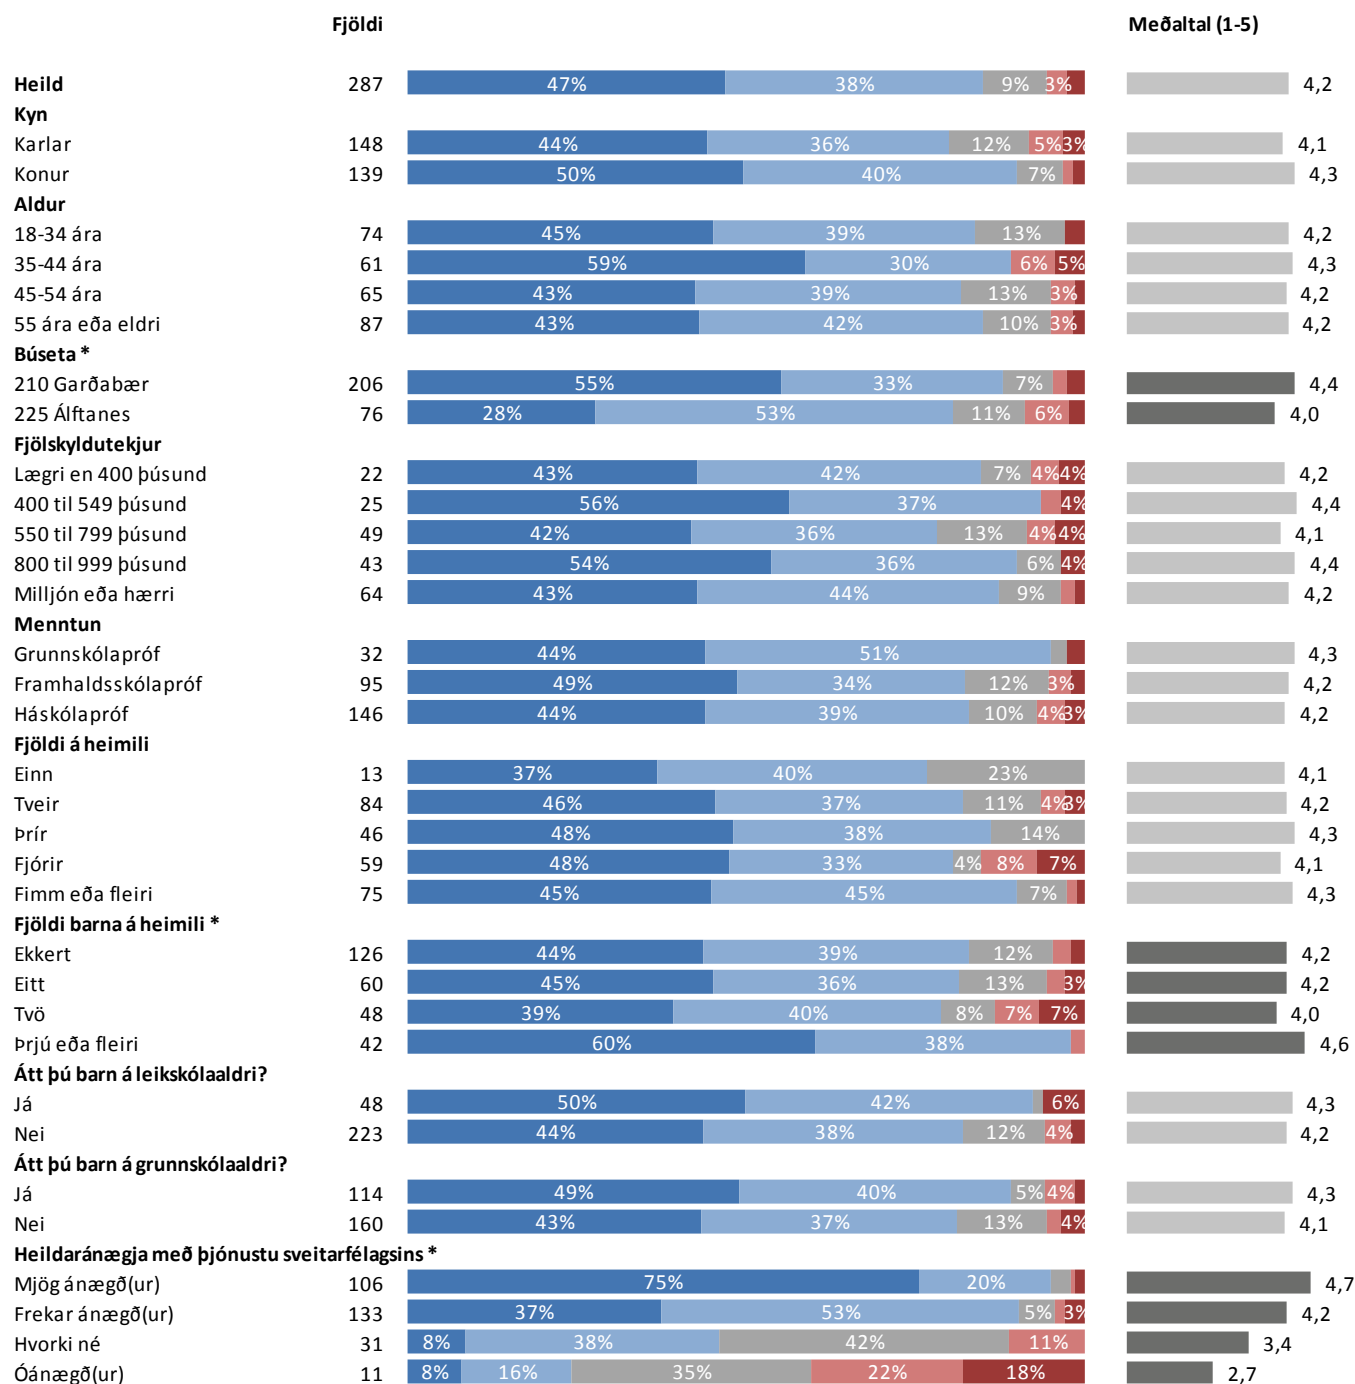 Fjöldi Meðaltal (1-5)
Heild 287 47% 38% 9% 3% 4,2
Kyn
Karlar 148 44% 36% 12% 5% 3% 4,1
Konur 139 50% 40% 7% 4,3
Aldur
18-34 ára 74 45% 39% 13% 4,2
35-44 ára 61 59% 30% 6% 5% 4,3
45-54 ára 65 43% 39% 13% 3% 4,2
55 ára eða eldri 87 43% 42% 10% 3% 4,2
Búseta *
210 Garðabær 206 55% 33% 7% 4,4
225 Álftanes 76 28% 53% 11% 6% 4,0
Fjölskyldutekjur
Lægri en 400 þúsund 22 43% 42% 7% 4% 4% 4,2
400 til 549 þúsund 25 56% 37% 4% 4,4
550 til 799 þúsund 49 42% 36% 13% 4% 4% 4,1
800 til 999 þúsund 43 54% 36% 6% 4% 4,4
Milljón eða hærri 64 43% 44% 9% 4,2
Menntun
Grunnskólapróf 32 44% 51% 4,3
Framhaldsskólapróf 95 49% 34% 12% 3% 4,2
Háskólapróf 146 44% 39% 10% 4% 3% 4,2
Fjöldi á heimili
Einn 13 37% 40% 23% 4,1
Tveir 84 46% 37% 11% 4% 3% 4,2
Þrír 46 48% 38% 14% 4,3
Fjórir 59 48% 33% 4% 8% 7% 4,1
Fimm eða fleiri 75 45% 45% 7% 4,3
Fjöldi barna á heimili *
Ekkert 126 44% 39% 12% 4,2
Eitt 60 45% 36% 13% 3% 4,2
Tvö 48 39% 40% 8% 7% 7% 4,0
Þrjú eða fleiri 42 60% 38% 4,6
Átt þú barn á leikskólaaldri?
Já 48 50% 42% 6% 4,3
Nei 223 44% 38% 12% 4% 4,2
Átt þú barn á grunnskólaaldri?
Já 114 49% 40% 5% 4% 4,3
Nei 160 43% 37% 13% 4% 4,1
Heildaránægja með þjónustu sveitarfélagsins *
Mjög ánægð(ur) 106 75% 20% 4,7
Frekar ánægð(ur) 133 37% 53% 5% 3% 4,2
Hvorki né 31 8% 38% 42% 11% 3,4
Óánægð(ur) 11 8% 16% 35% 22% 18% 2,7